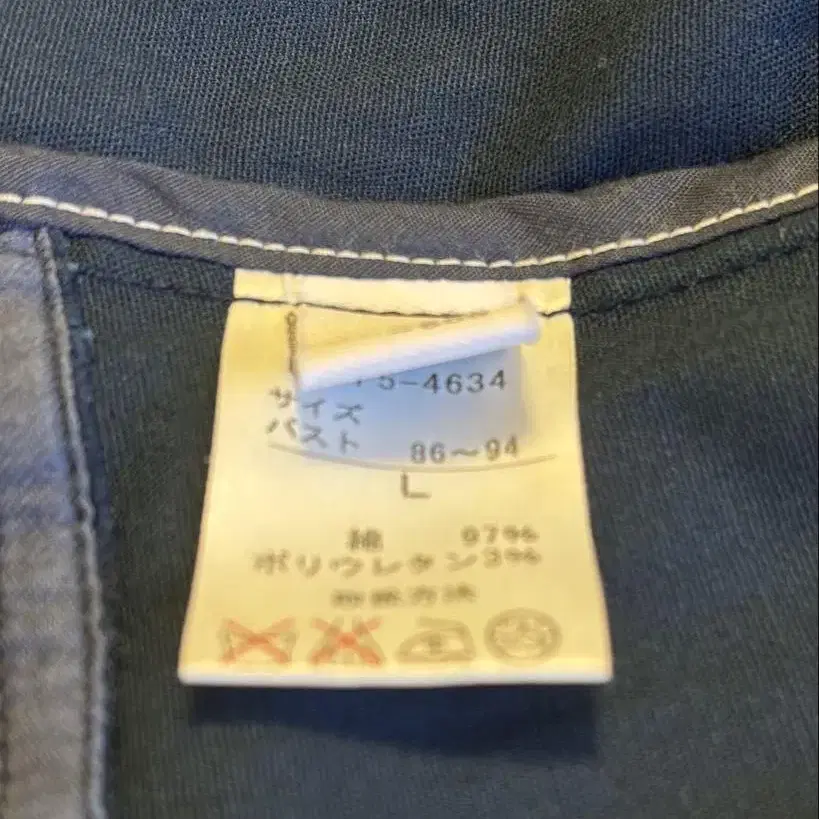 5-4634
サイズ
バスト 86～94
L
綿 97%
ポリウレタン3%